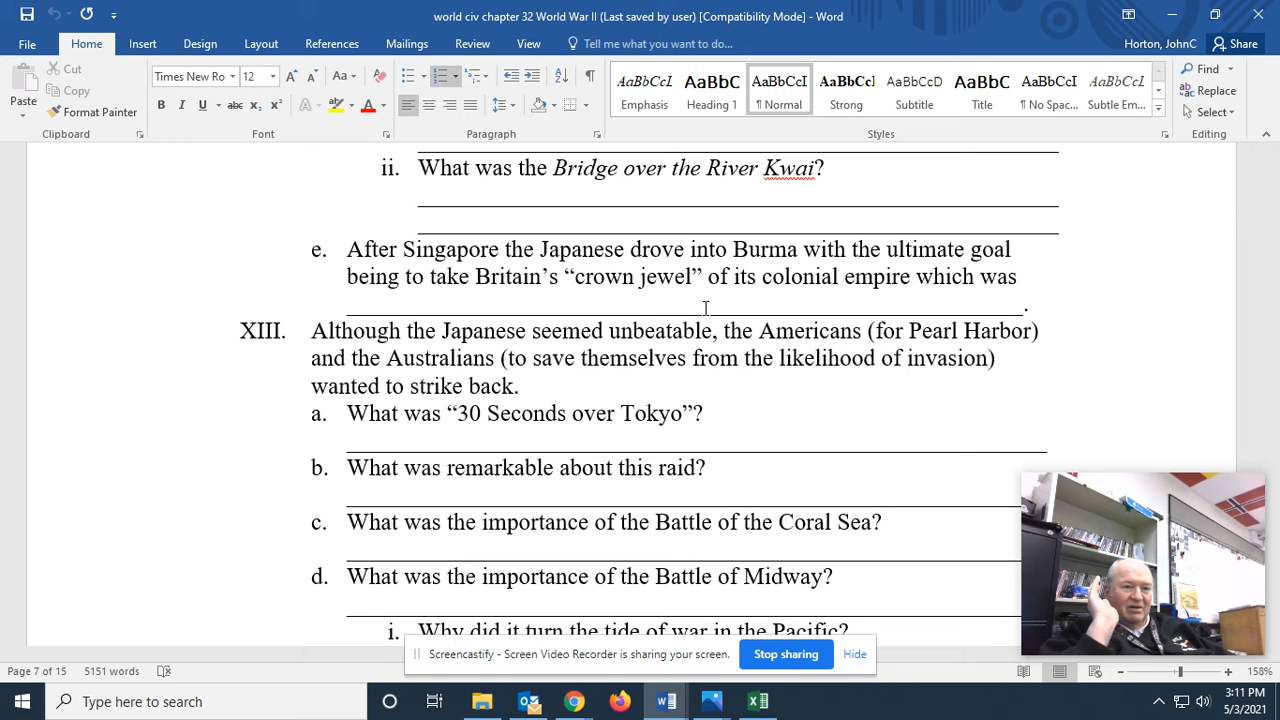 world civ chapter 32 World War II (Last saved by user) [Compatibility Mode] - Word
File Home Insert Design Layout References Mailings Review View Tell me what you want to do... Horton, JohnC Share
Cut
Copy
Format Painter
Paste
Clipboard
Times New Ro 12
B I U abc X₂ X² A A
Aa
Font
Paragraph
AaBbCcI AaBbC AaBbCcI AaBbCcI AaBbCcD AaBbC AaBbCcI AaBbCcI
Emphasis Heading 1 ¶ Normal Strong Subtitle Title ¶ No Spac... Subtle Em...
Styles
Find
Replace
Select
Editing
ii. What was the Bridge over the River Kwai?
e. After Singapore the Japanese drove into Burma with the ultimate goal
being to take Britain’s “crown jewel” of its colonial empire which was
.
XIII. Although the Japanese seemed unbeatable, the Americans (for Pearl Harbor)
and the Australians (to save themselves from the likelihood of invasion)
wanted to strike back.
a. What was “30 Seconds over Tokyo”?
b. What was remarkable about this raid?
c. What was the importance of the Battle of the Coral Sea?
d. What was the importance of the Battle of Midway?
i. Why did it turn the tide of war in the Pacific?
Screencastify - Screen Video Recorder is sharing your screen. Stop sharing Hide
Page 7 of 15 5151 words 158%
Type here to search
3:11 PM
5/3/2021